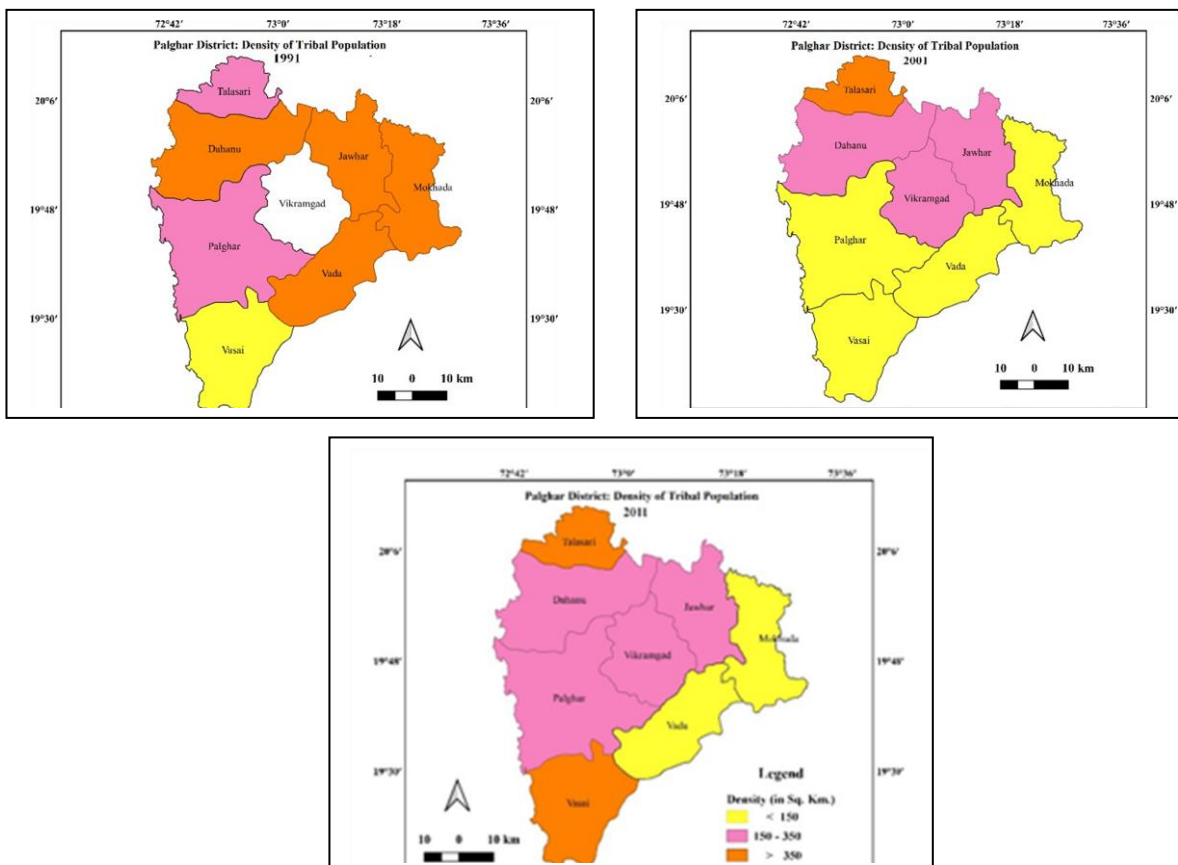 72°42' 73°0' 73°18' 73°36'
Palghar District: Density of Tribal Population
1991
Talasari
20°6' 20°6'
Dahanu
Jawhar
Mokhada
19°48' 19°48'
Vikramgad
Palghar
Vada
19°30' 19°30'
Vasai
10 0 10 km
72°42' 73°0' 73°18' 73°36'
Palghar District: Density of Tribal Population
2001
Talasari
20°6' 20°6'
Dahanu
Jawhar
Mokhada
19°48' 19°48'
Vikramgad
Palghar
Vada
19°30' 19°30'
Vasai
10 0 10 km
72°42' 73°0' 73°18' 73°36'
Palghar District: Density of Tribal Population
2011
Talasari
20°6' 20°6'
Dahanu
Jawhar
Mokhada
19°48' 19°48'
Vikramgad
Palghar
Vada
19°30' 19°30'
Legend
Vasai
Density (in Sq. Km.)
< 150
150 - 350
> 350
10 0 10 km